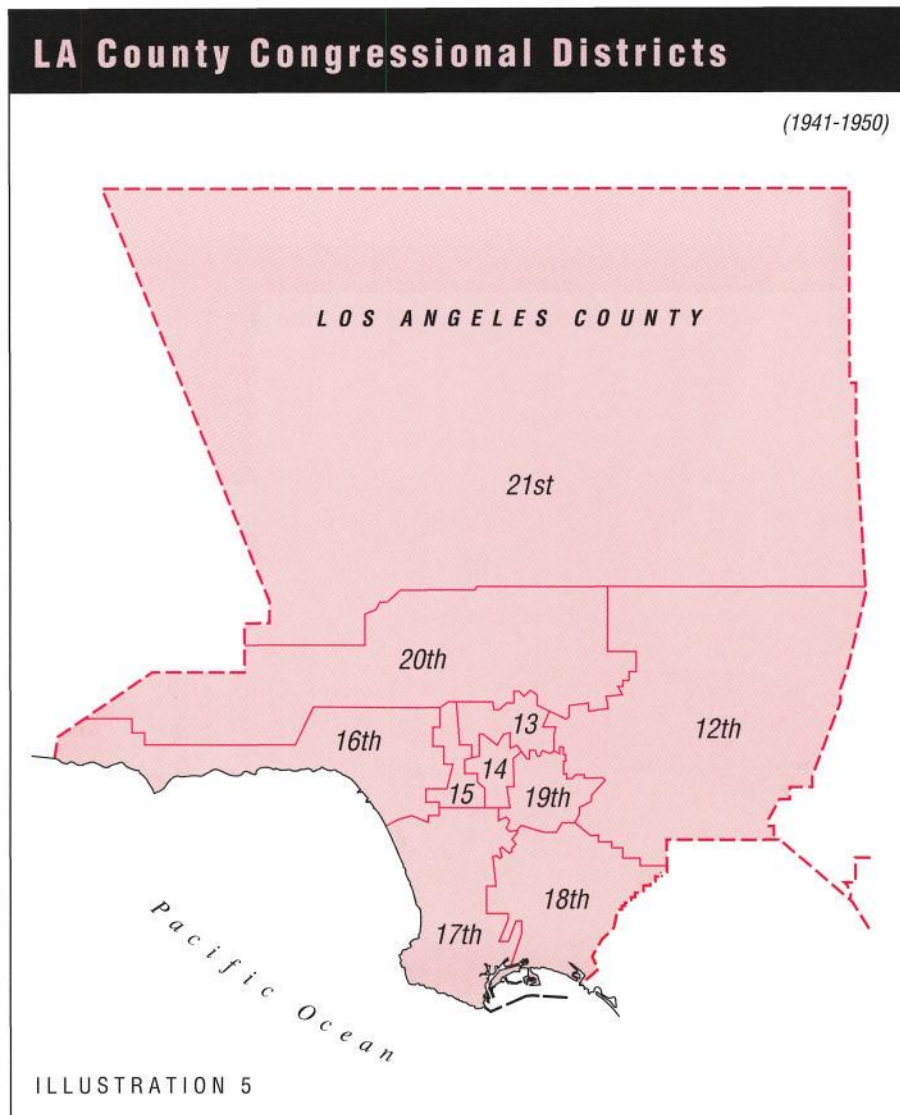 LA County Congressional Districts
(1941-1950)
LOS ANGELES COUNTY
21st
20th
13
16th
12th
14
15
19th
18th
17th
Pacific Ocean
ILLUSTRATION 5